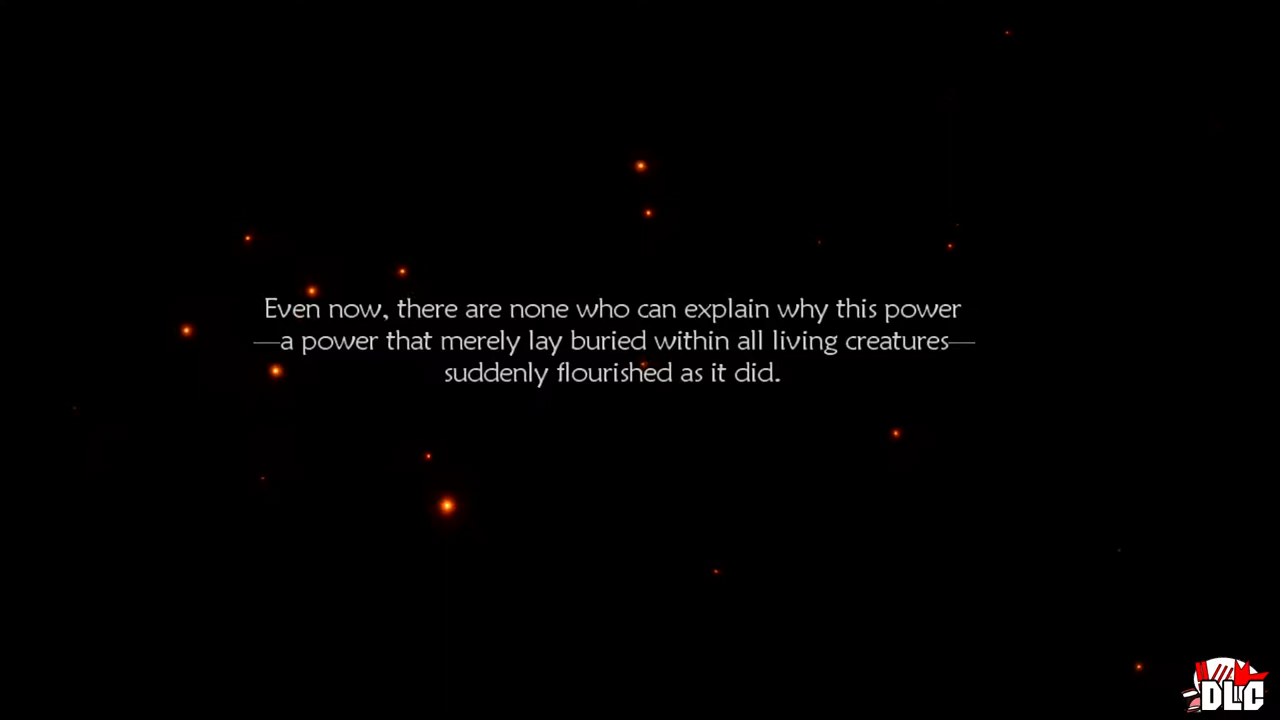 Even now, there are none who can explain why this power
—a power that merely lay buried within all living creatures—
suddenly flourished as it did.
DLC